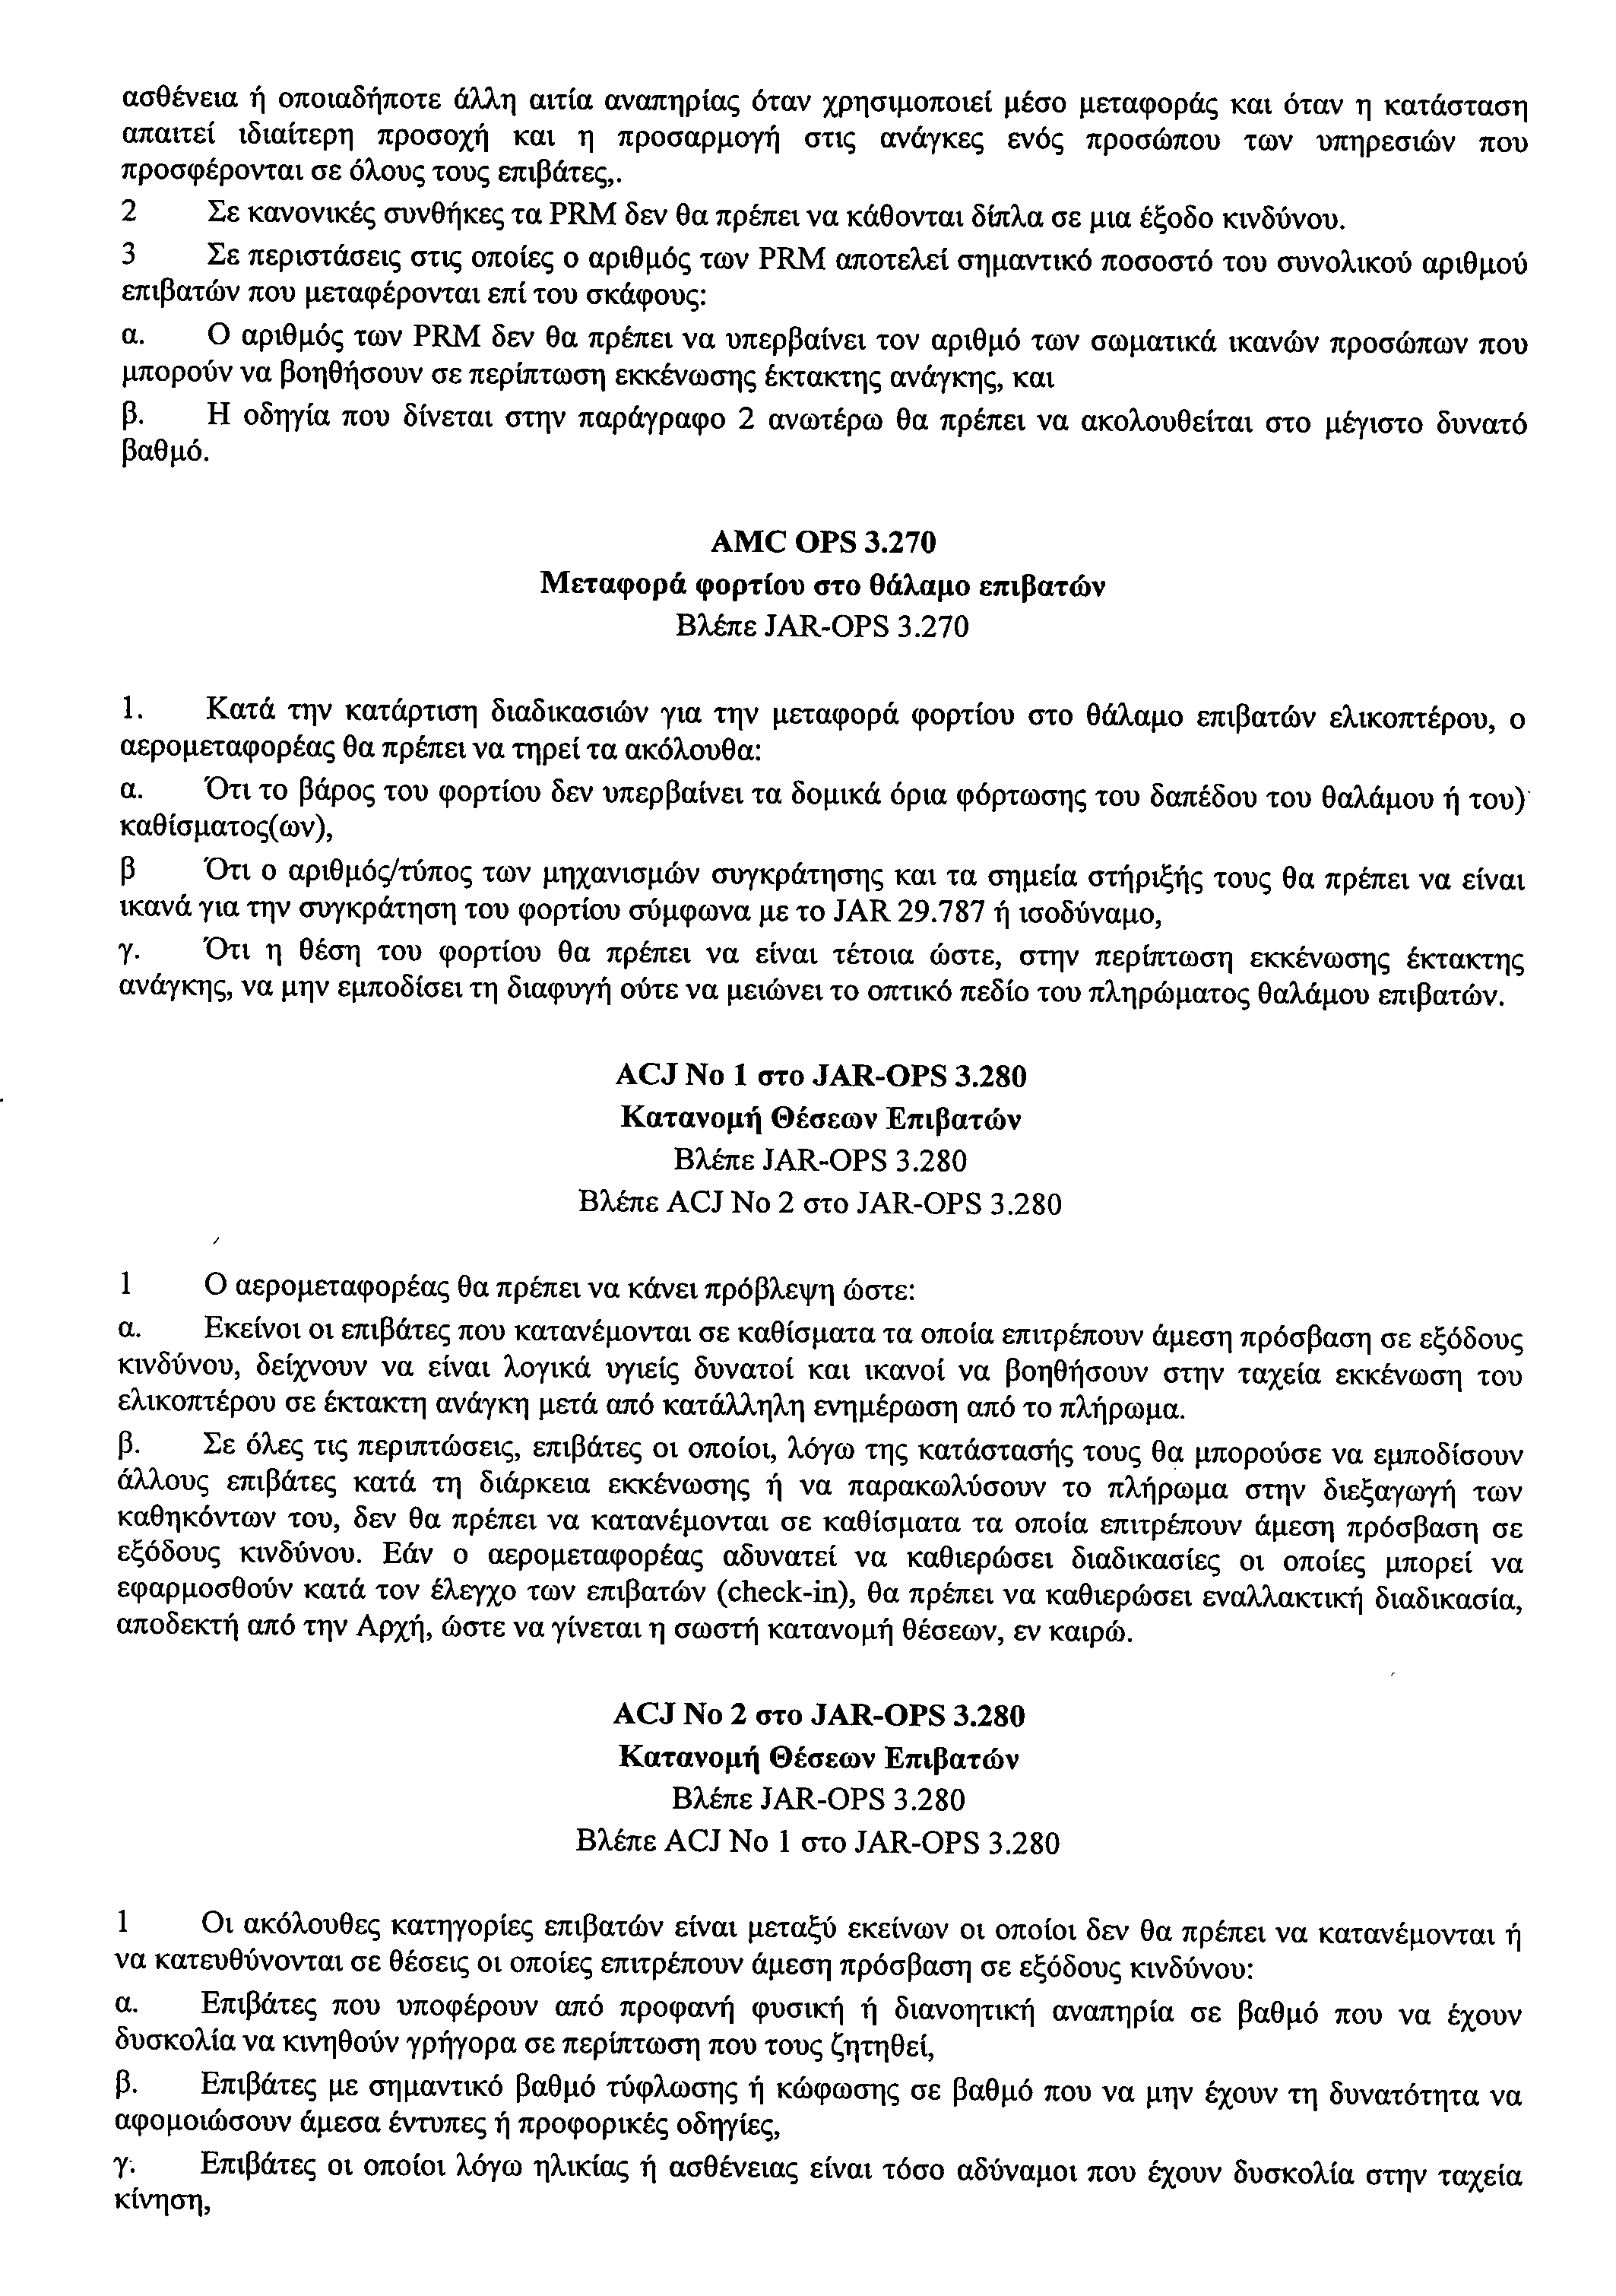 ασθένεια ή οποιαδήποτε άλλη αιτία αναπηρίας όταν χρησιμοποιεί μέσο μεταφοράς και όταν η κατάσταση
απαιτεί ιδιαίτερη προσοχή και η προσαρμογή στις ανάγκες ενός προσώπου των υπηρεσιών που
προσφέρονται σε όλους τους επιβάτες,.
2 Σε κανονικές συνθήκες τα PRM δεν θα πρέπει να κάθονται δίπλα σε μια έξοδο κινδύνου.
3 Σε περιστάσεις στις οποίες ο αριθμός των PRM αποτελεί σημαντικό ποσοστό του συνολικού αριθμού
επιβατών που μεταφέρονται επί του σκάφους:
α. Ο αριθμός των PRM δεν θα πρέπει να υπερβαίνει τον αριθμό των σωματικά ικανών προσώπων που
μπορούν να βοηθήσουν σε περίπτωση εκκένωσης έκτακτης ανάγκης, και
β. Η οδηγία που δίνεται στην παράγραφο 2 ανωτέρω θα πρέπει να ακολουθείται στο μέγιστο δυνατό
βαθμό.
AMC OPS 3.270
Μεταφορά φορτίου στο θάλαμο επιβατών
Βλέπε JAR-OPS 3.270
1. Κατά την κατάρτιση διαδικασιών για την μεταφορά φορτίου στο θάλαμο επιβατών ελικοπτέρου, ο
αερομεταφορέας θα πρέπει να τηρεί τα ακόλουθα:
α. Ότι το βάρος του φορτίου δεν υπερβαίνει τα δομικά όρια φόρτωσης του δαπέδου του θαλάμου ή του)
καθίσματος(ων),
β Ότι ο αριθμός/τύπος των μηχανισμών συγκράτησης και τα σημεία στήριξής τους θα πρέπει να είναι
ικανά για την συγκράτηση του φορτίου σύμφωνα με το JAR 29.787 ή ισοδύναμο,
γ. Ότι η θέση του φορτίου θα πρέπει να είναι τέτοια ώστε, στην περίπτωση εκκένωσης έκτακτης
ανάγκης, να μην εμποδίσει τη διαφυγή ούτε να μειώνει το οπτικό πεδίο του πληρώματος θαλάμου επιβατών.
ACJ No 1 στο JAR-OPS 3.280
Κατανομή Θέσεων Επιβατών
Βλέπε JAR-OPS 3.280
Βλέπε ACJ No 2 στο JAR-OPS 3.280
1 Ο αερομεταφορέας θα πρέπει να κάνει πρόβλεψη ώστε:
α. Εκείνοι οι επιβάτες που κατανέμονται σε καθίσματα τα οποία επιτρέπουν άμεση πρόσβαση σε εξόδους
κινδύνου, δείχνουν να είναι λογικά υγιείς δυνατοί και ικανοί να βοηθήσουν στην ταχεία εκκένωση του
ελικοπτέρου σε έκτακτη ανάγκη μετά από κατάλληλη ενημέρωση από το πλήρωμα.
β. Σε όλες τις περιπτώσεις, επιβάτες οι οποίοι, λόγω της κατάστασής τους θα μπορούσε να εμποδίσουν
άλλους επιβάτες κατά τη διάρκεια εκκένωσης ή να παρακωλύσουν το πλήρωμα στην διεξαγωγή των
καθηκόντων του, δεν θα πρέπει να κατανέμονται σε καθίσματα τα οποία επιτρέπουν άμεση πρόσβαση σε
εξόδους κινδύνου. Εάν ο αερομεταφορέας αδυνατεί να καθιερώσει διαδικασίες οι οποίες μπορεί να
εφαρμοσθούν κατά τον έλεγχο των επιβατών (check-in), θα πρέπει να καθιερώσει εναλλακτική διαδικασία,
αποδεκτή από την Αρχή, ώστε να γίνεται η σωστή κατανομή θέσεων, εν καιρώ.
ACJ No 2 στο JAR-OPS 3.280
Κατανομή Θέσεων Επιβατών
Βλέπε JAR-OPS 3.280
Βλέπε ACJ No 1 στο JAR-OPS 3.280
1 Οι ακόλουθες κατηγορίες επιβατών είναι μεταξύ εκείνων οι οποίοι δεν θα πρέπει να κατανέμονται ή
να κατευθύνονται σε θέσεις οι οποίες επιτρέπουν άμεση πρόσβαση σε εξόδους κινδύνου:
α. Επιβάτες που υποφέρουν από προφανή φυσική ή διανοητική αναπηρία σε βαθμό που να έχουν
δυσκολία να κινηθούν γρήγορα σε περίπτωση που τους ζητηθεί,
β. Επιβάτες με σημαντικό βαθμό τύφλωσης ή κώφωσης σε βαθμό που να μην έχουν τη δυνατότητα να
αφομοιώσουν άμεσα έντυπες ή προφορικές οδηγίες,
γ. Επιβάτες οι οποίοι λόγω ηλικίας ή ασθένειας είναι τόσο αδύναμοι που έχουν δυσκολία στην ταχεία
κίνηση,